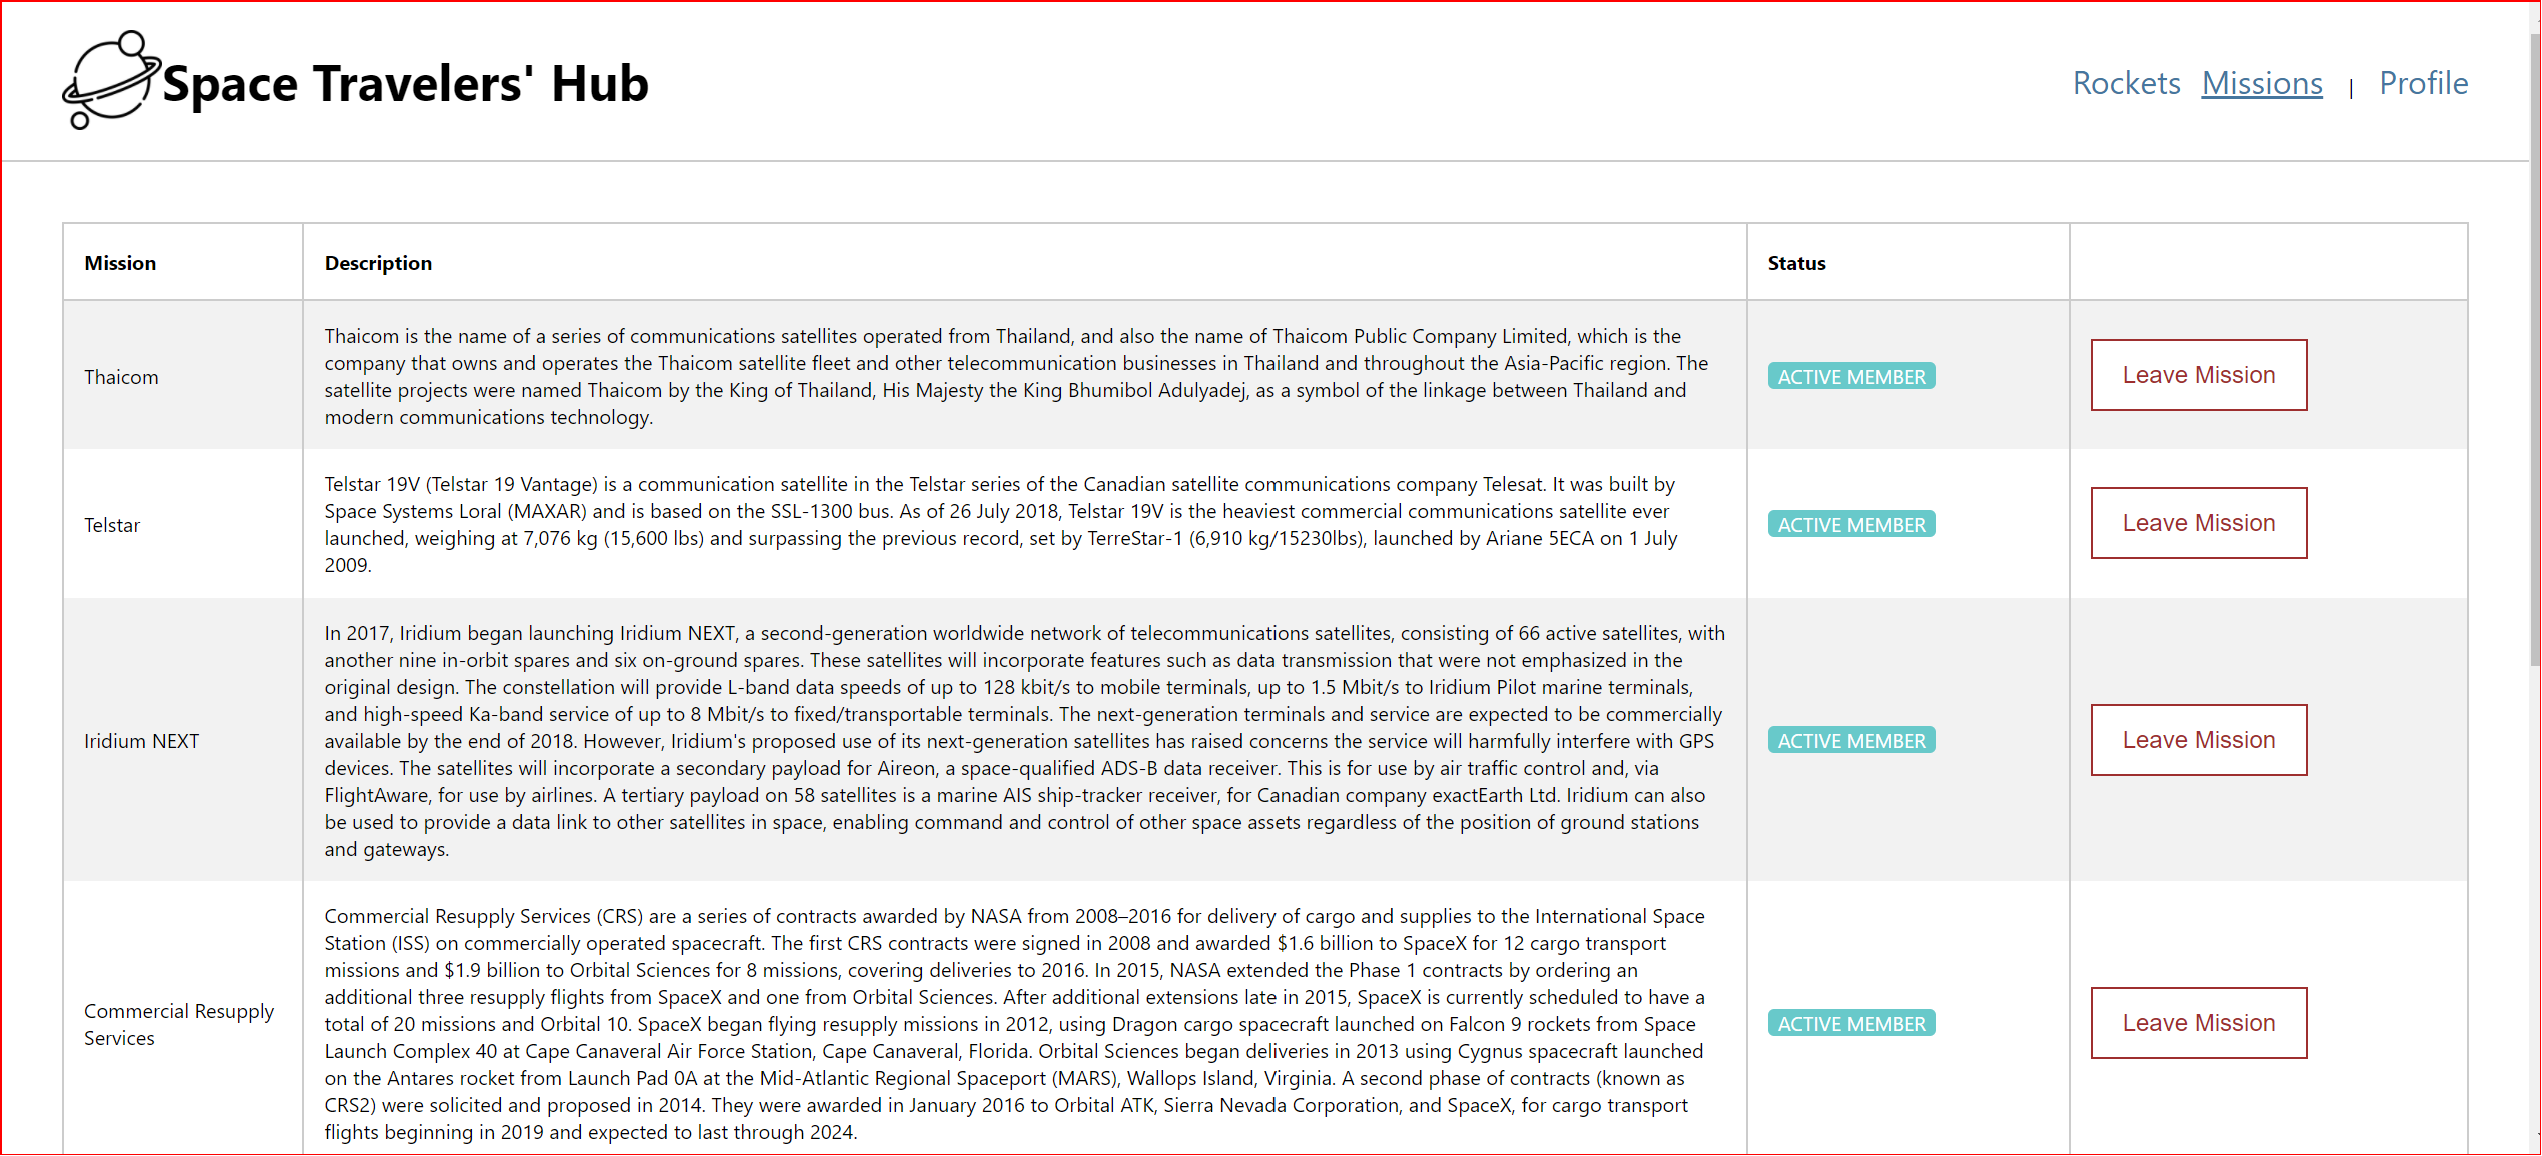 Space Travelers' Hub
Rockets Missions | Profile
Mission Description Status
Thaicom is the name of a series of communications satellites operated from Thailand, and also the name of Thaicom Public Company Limited, which is the
company that owns and operates the Thaicom satellite fleet and other telecommunication businesses in Thailand and throughout the Asia-Pacific region. The
Thaicom
satellite projects were named Thaicom by the King of Thailand, His Majesty the King Bhumibol Adulyadej, as a symbol of the linkage between Thailand and
modern communications technology.
ACTIVE MEMBER
Leave Mission
Telstar
Telstar 19V (Telstar 19 Vantage) is a communication satellite in the Telstar series of the Canadian satellite communications company Telesat. It was built by
Space Systems Loral (MAXAR) and is based on the SSL-1300 bus. As of 26 July 2018, Telstar 19V is the heaviest commercial communications satellite ever
launched, weighing at 7,076 kg (15,600 lbs) and surpassing the previous record, set by TerreStar-1 (6,910 kg/15230lbs), launched by Ariane 5ECA on 1 July
2009.
ACTIVE MEMBER
Leave Mission
Iridium NEXT
In 2017, Iridium began launching Iridium NEXT, a second-generation worldwide network of telecommunications satellites, consisting of 66 active satellites, with
another nine in-orbit spares and six on-ground spares. These satellites will incorporate features such as data transmission that were not emphasized in the
original design. The constellation will provide L-band data speeds of up to 128 kbit/s to mobile terminals, up to 1.5 Mbit/s to Iridium Pilot marine terminals,
and high-speed Ka-band service of up to 8 Mbit/s to fixed/transportable terminals. The next-generation terminals and service are expected to be commercially
available by the end of 2018. However, Iridium's proposed use of its next-generation satellites has raised concerns the service will harmfully interfere with GPS
devices. The satellites will incorporate a secondary payload for Aireon, a space-qualified ADS-B data receiver. This is for use by air traffic control and, via
FlightAware, for use by airlines. A tertiary payload on 58 satellites is a marine AIS ship-tracker receiver, for Canadian company exactEarth Ltd. Iridium can also
be used to provide a data link to other satellites in space, enabling command and control of other space assets regardless of the position of ground stations
and gateways.
ACTIVE MEMBER
Leave Mission
Commercial Resupply
Services
Commercial Resupply Services (CRS) are a series of contracts awarded by NASA from 2008–2016 for delivery of cargo and supplies to the International Space
Station (ISS) on commercially operated spacecraft. The first CRS contracts were signed in 2008 and awarded $1.6 billion to SpaceX for 12 cargo transport
missions and $1.9 billion to Orbital Sciences for 8 missions, covering deliveries to 2016. In 2015, NASA extended the Phase 1 contracts by ordering an
additional three resupply flights from SpaceX and one from Orbital Sciences. After additional extensions late in 2015, SpaceX is currently scheduled to have a
total of 20 missions and Orbital 10. SpaceX began flying resupply missions in 2012, using Dragon cargo spacecraft launched on Falcon 9 rockets from Space
Launch Complex 40 at Cape Canaveral Air Force Station, Cape Canaveral, Florida. Orbital Sciences began deliveries in 2013 using Cygnus spacecraft launched
on the Antares rocket from Launch Pad 0A at the Mid-Atlantic Regional Spaceport (MARS), Wallops Island, Virginia. A second phase of contracts (known as
CRS2) were solicited and proposed in 2014. They were awarded in January 2016 to Orbital ATK, Sierra Nevada Corporation, and SpaceX, for cargo transport
flights beginning in 2019 and expected to last through 2024.
ACTIVE MEMBER
Leave Mission